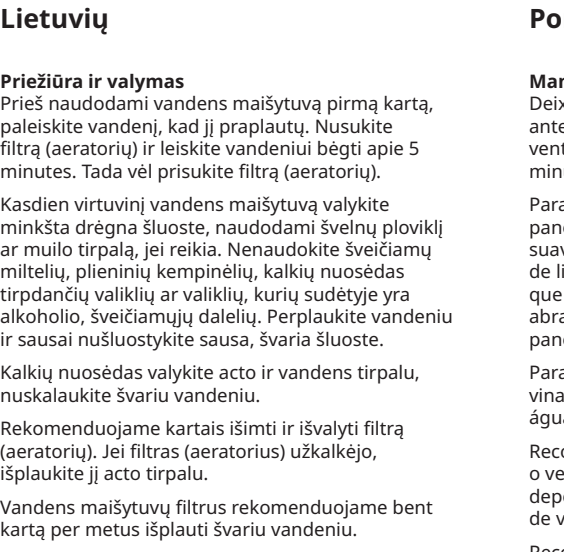 Lietuvių
Priežiūra ir valymas
Prieš naudodami vandens maišytuvą pirmą kartą,
paleiskite vandenį, kad jį praplautų. Nusukite
filtrą (aeratorių) ir leiskite vandeniui bėgti apie 5
minutes. Tada vėl prisukite filtrą (aeratorių).
Kasdien virtuvinį vandens maišytuvą valykite
minkšta drėgna šluoste, naudodami švelnų ploviklį
ar muilo tirpalą, jei reikia. Nenaudokite šveičiamų
miltelių, plieninių kempinėlių, kalkių nuosėdas
tirpdančių valiklių ar valiklių, kurių sudėtyje yra
alkoholio, šveičiamųjų dalelių. Perplaukite vandeniu
ir sausai nušluostykite sausa, švaria šluoste.
Kalkių nuosėdas valykite acto ir vandens tirpalu,
nuskalaukite švariu vandeniu.
Rekomenduojame kartais išimti ir išvalyti filtrą
(aeratorių). Jei filtras (aeratorius) užkalkėjo,
išplaukite jį acto tirpalu.
Vandens maišytuvų filtrus rekomenduojame bent
kartą per metus išplauti švariu vandeniu.